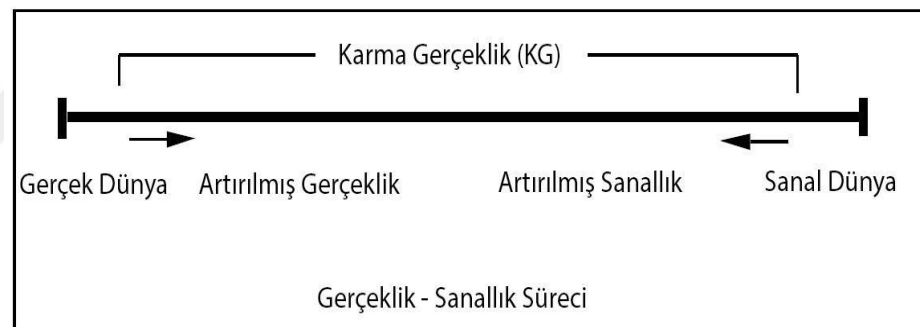 Karma Gerçeklik (KG)
Gerçek Dünya Artırılmış Gerçeklik Artırılmış Sanallık Sanal Dünya
Gerçeklik - Sanallık Süreci